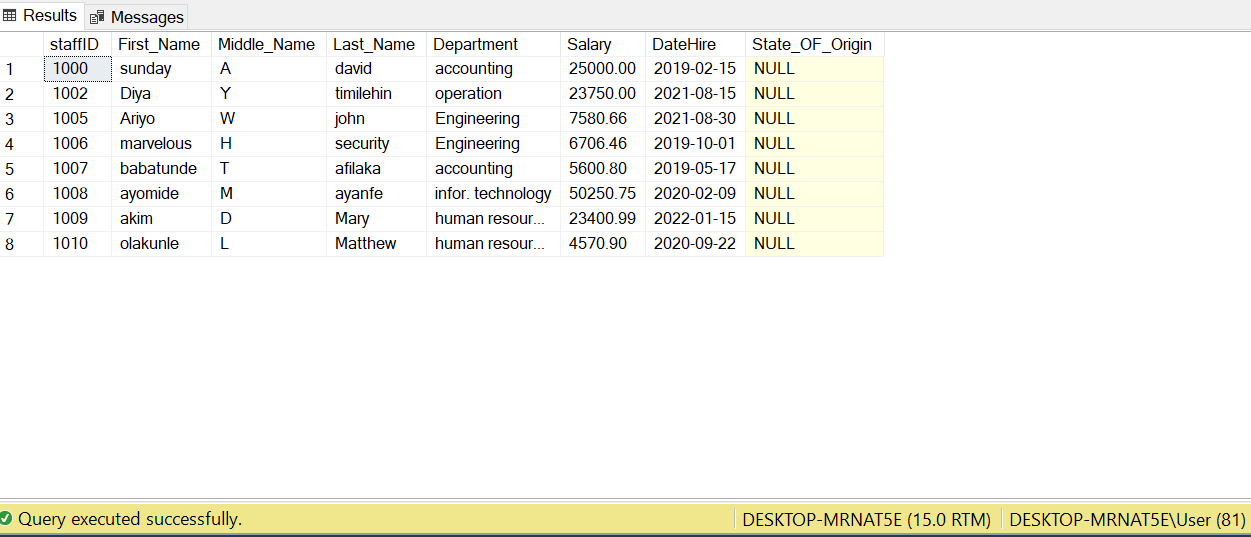 Results Messages
staffID First_Name Middle_Name Last_Name Department Salary DateHire State_OF_Origin
1 1000 sunday A david accounting 25000.00 2019-02-15 NULL
2 1002 Diya Y timilehin operation 23750.00 2021-08-15 NULL
3 1005 Ariyo W john Engineering 7580.66 2021-08-30 NULL
4 1006 marvelous H security Engineering 6706.46 2019-10-01 NULL
5 1007 babatunde T afilaka accounting 5600.80 2019-05-17 NULL
6 1008 ayomide M ayanfe infor. technology 50250.75 2020-02-09 NULL
7 1009 akim D Mary human resour... 23400.99 2022-01-15 NULL
8 1010 olakunle L Matthew human resour... 4570.90 2020-09-22 NULL
Query executed successfully. DESKTOP-MRNAT5E (15.0 RTM) DESKTOP-MRNAT5E\User (81)